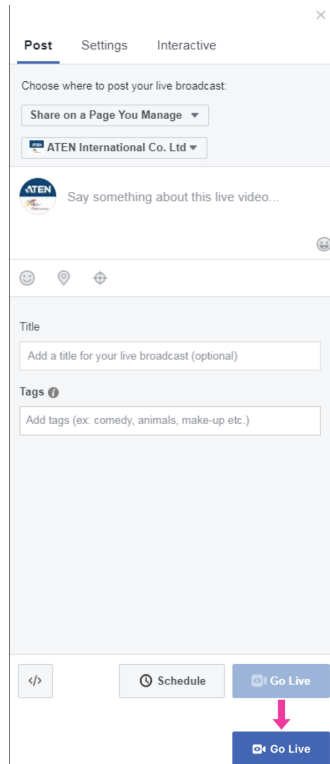 Post Settings Interactive
Choose where to post your live broadcast:
Share on a Page You Manage
ATEN International Co. Ltd
ATEN
Say something about this live video...
Title
Add a title for your live broadcast (optional)
Tags
Add tags (ex: comedy, animals, make-up etc.)
</> Schedule Go Live
Go Live